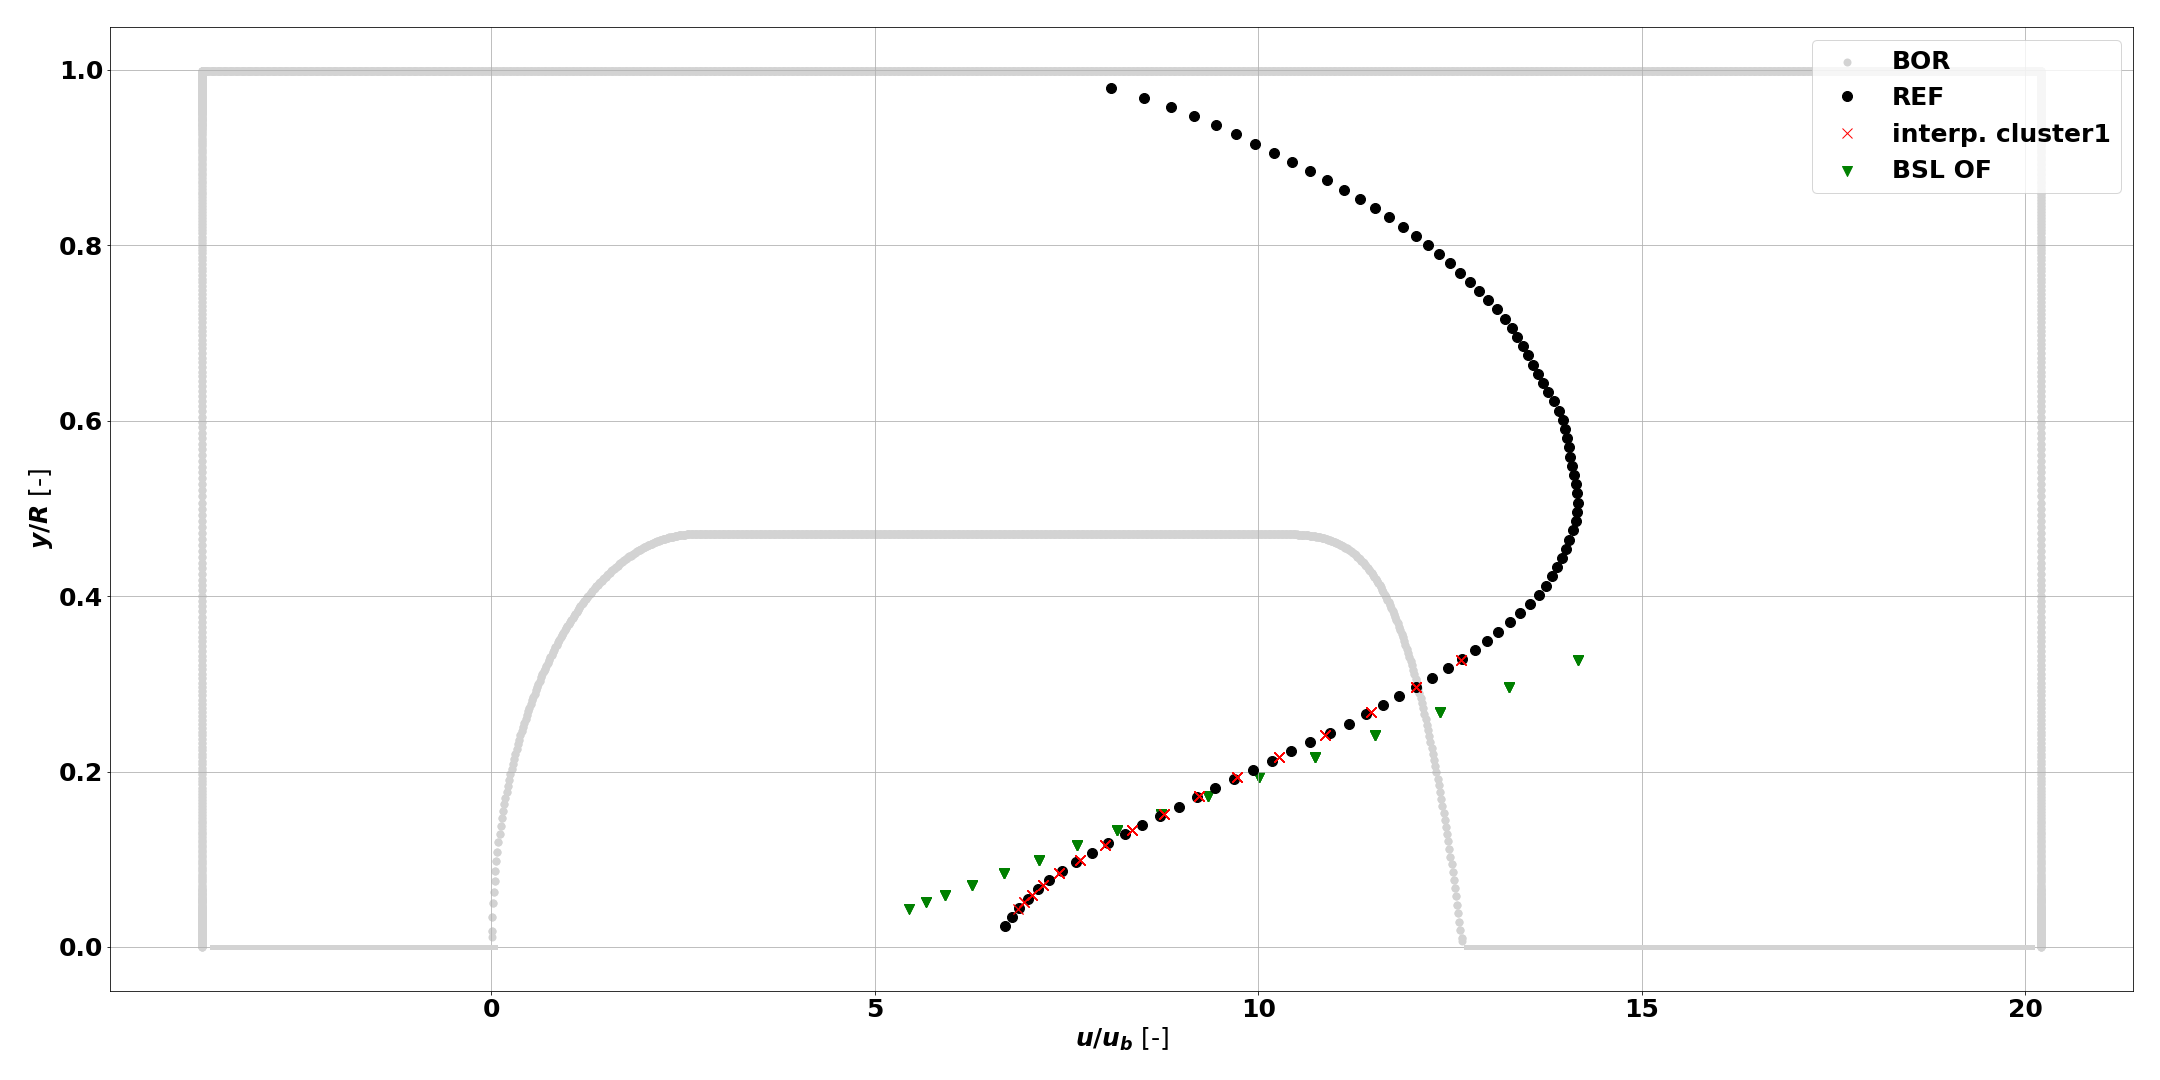 1.0
0.8
0.6
0.4
0.2
0.0
y/R [-]
0 5 10 15 20
u/u_b [-]
BOR
REF
interp. cluster1
BSL OF